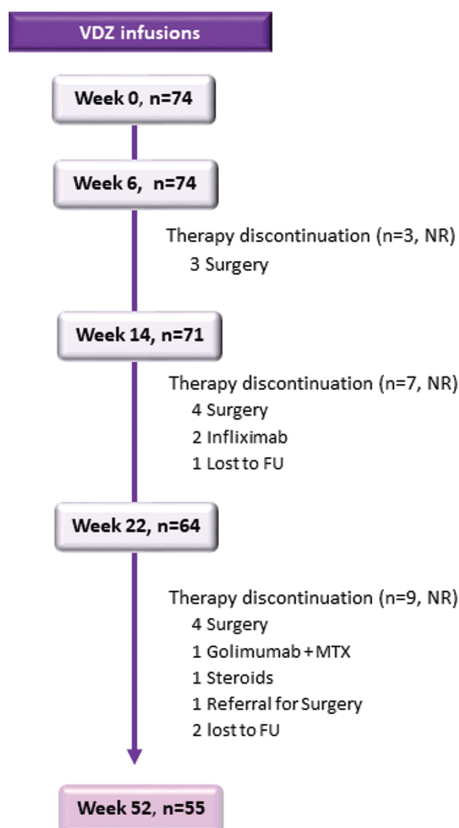 VDZ infusions
Week 0, n=74
Week 6, n=74
Therapy discontinuation (n=3, NR)
3 Surgery
Week 14, n=71
Therapy discontinuation (n=7, NR)
4 Surgery
2 Infliximab
1 Lost to FU
Week 22, n=64
Therapy discontinuation (n=9, NR)
4 Surgery
1 Golimumab+MTX
1 Steroids
1 Referral for Surgery
2 lost to FU
Week 52, n=55